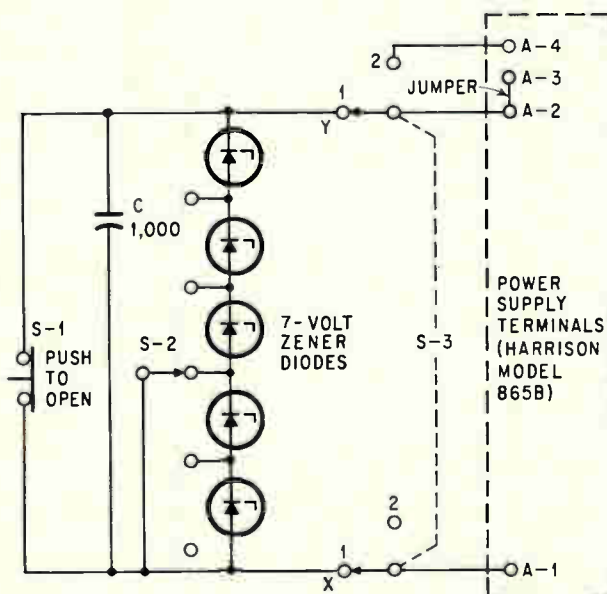 A-4
2
A-3
JUMPER
1
A-2
Y
C
1,000
S-1
PUSH
TO
OPEN
S-2
7-VOLT
ZENER
DIODES
S-3
POWER
SUPPLY
TERMINALS
(HARRISON
MODEL
865B)
2
1
X
A-1